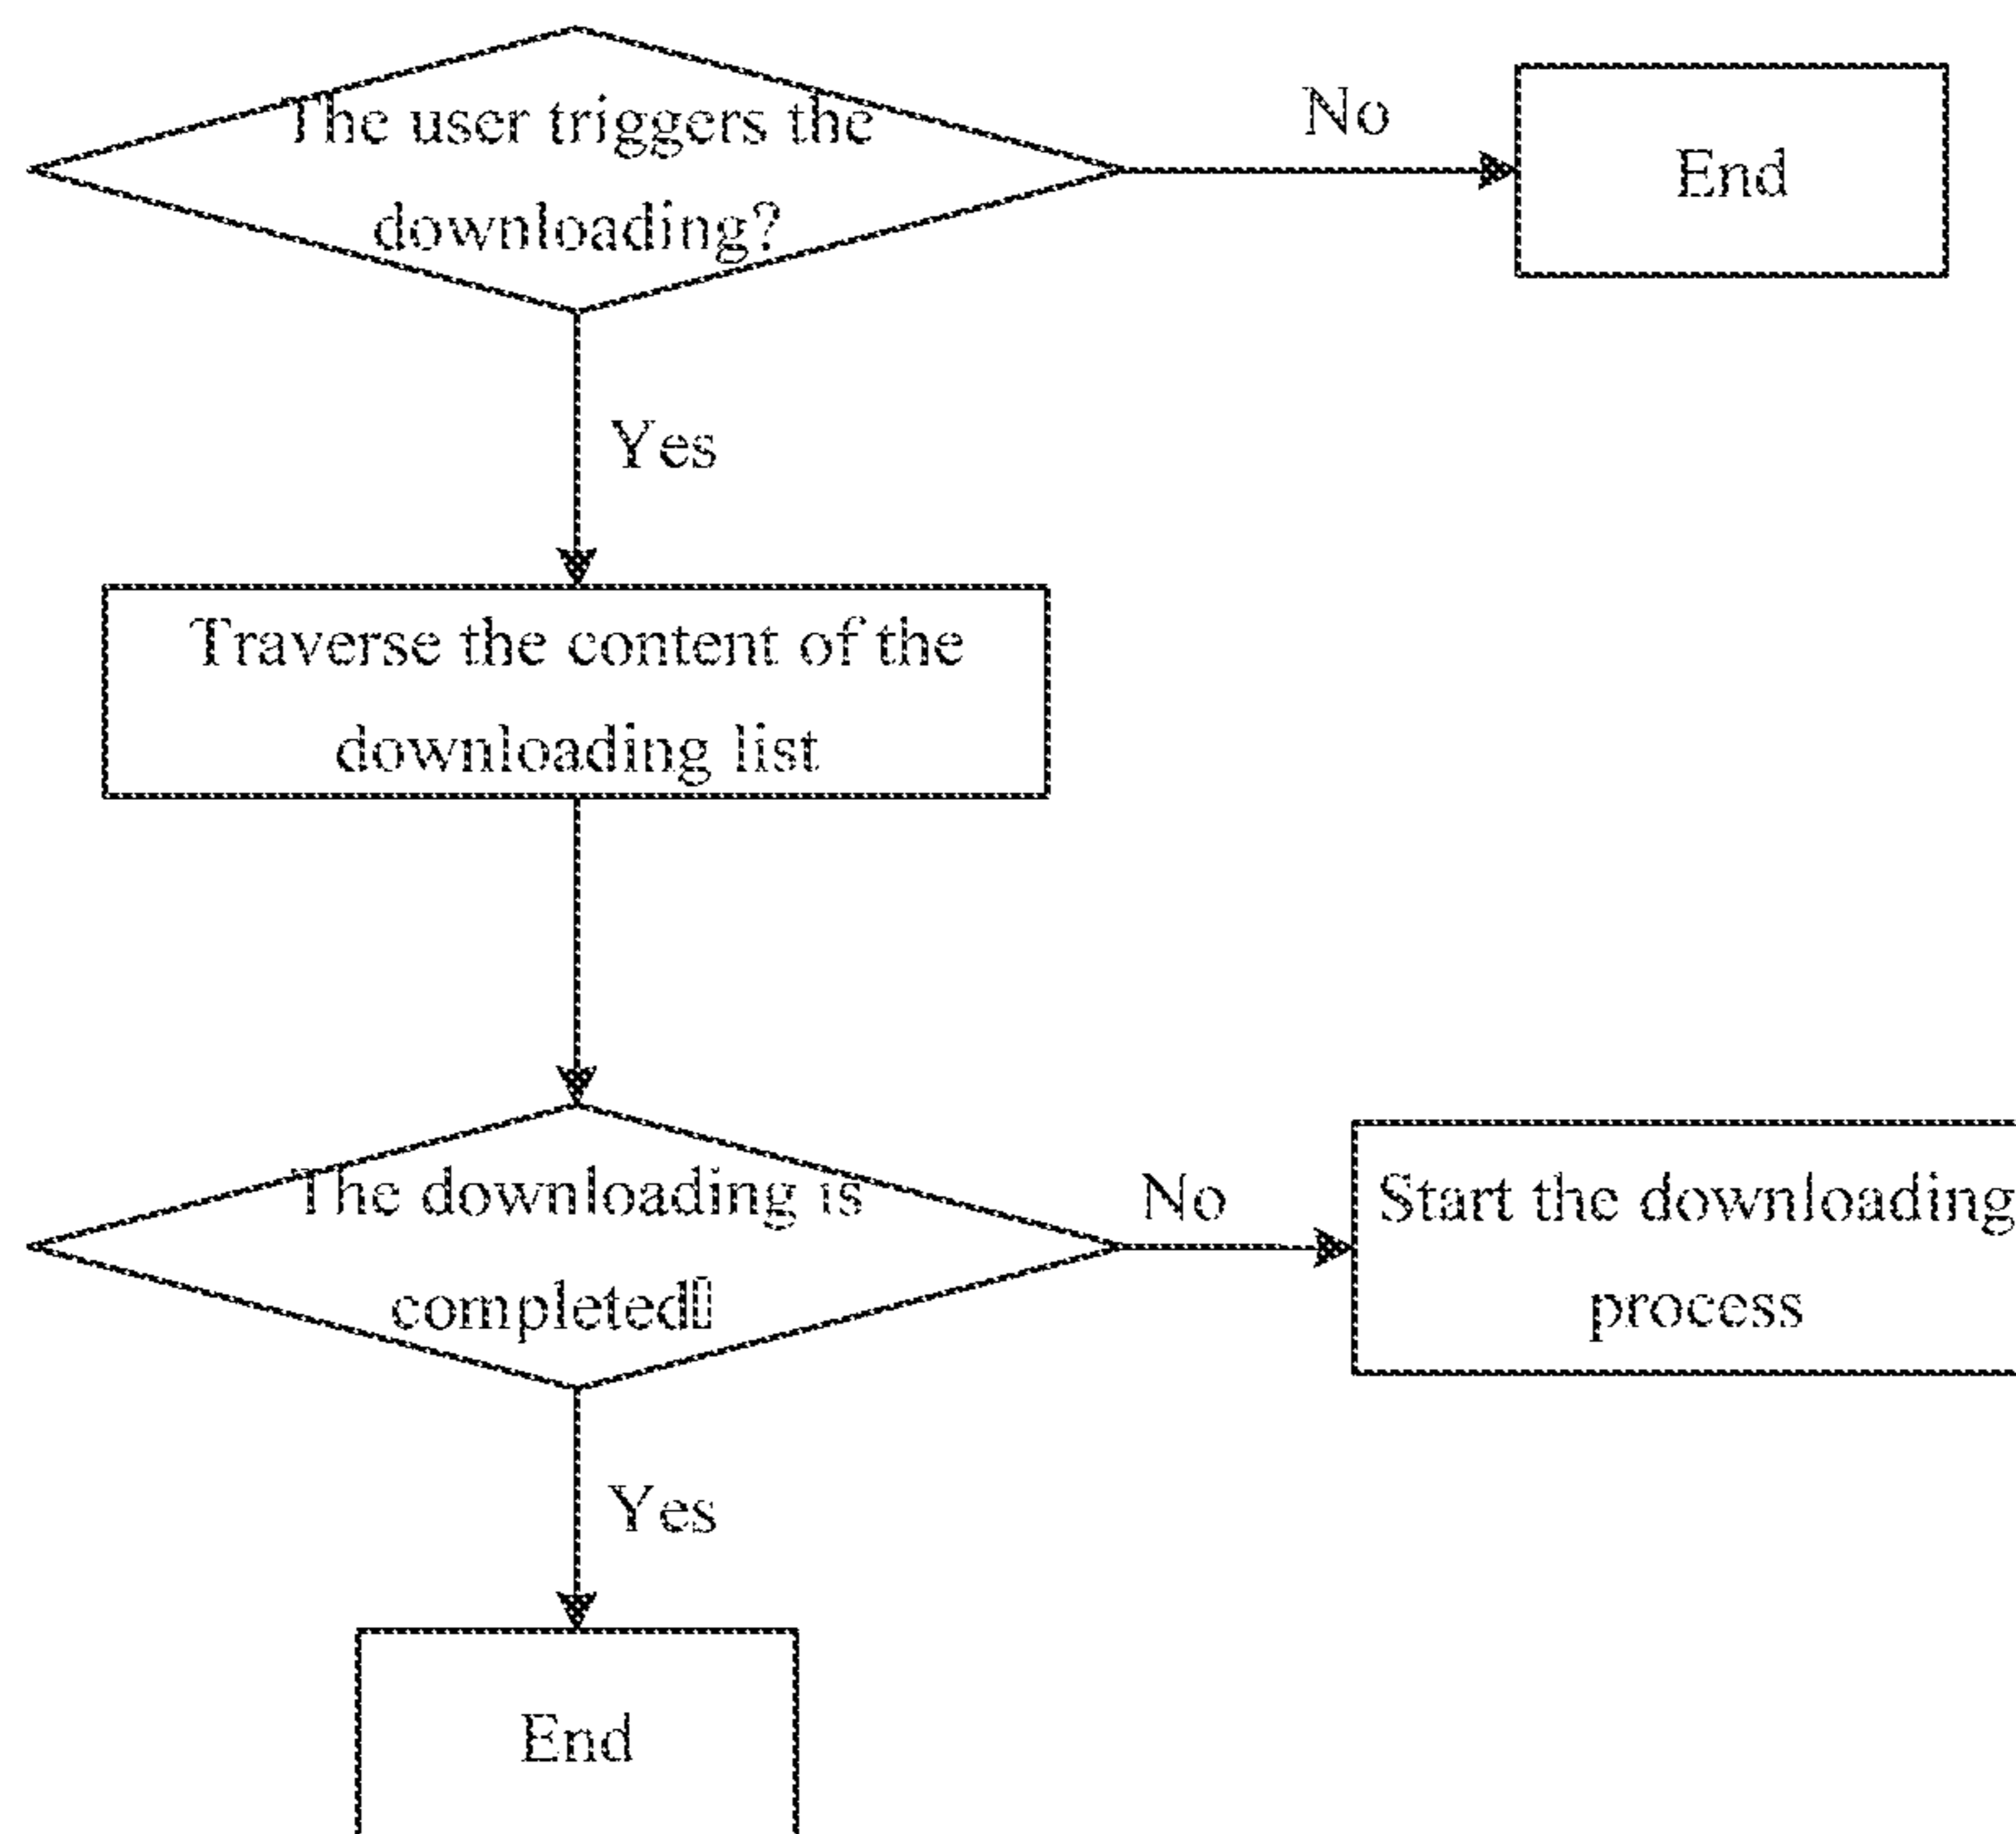 The user triggers the
downloading?
No
End
Yes
Traverse the content of the
downloading list
The downloading is
completed▯
No
Start the downloading
process
Yes
End